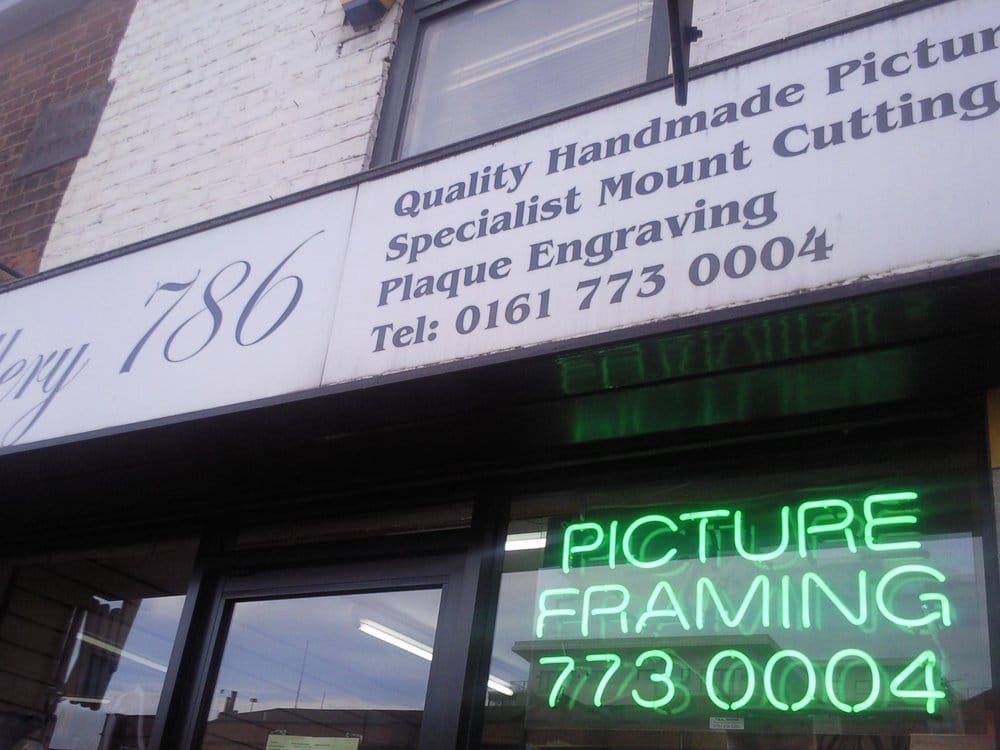 llery 786
Quality Handmade Pictur
Specialist Mount Cutting
Plaque Engraving
Tel: 0161 773 0004
PICTURE
FRAMING
773 0004